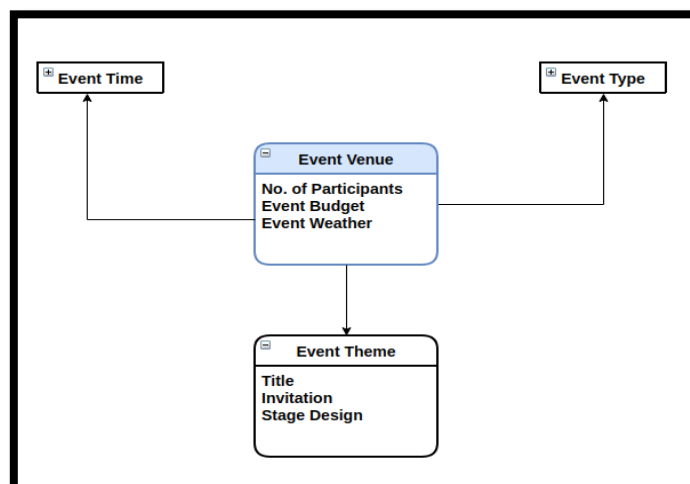 Event Time
Event Type
Event Venue
No. of Participants
Event Budget
Event Weather
Event Theme
Title
Invitation
Stage Design